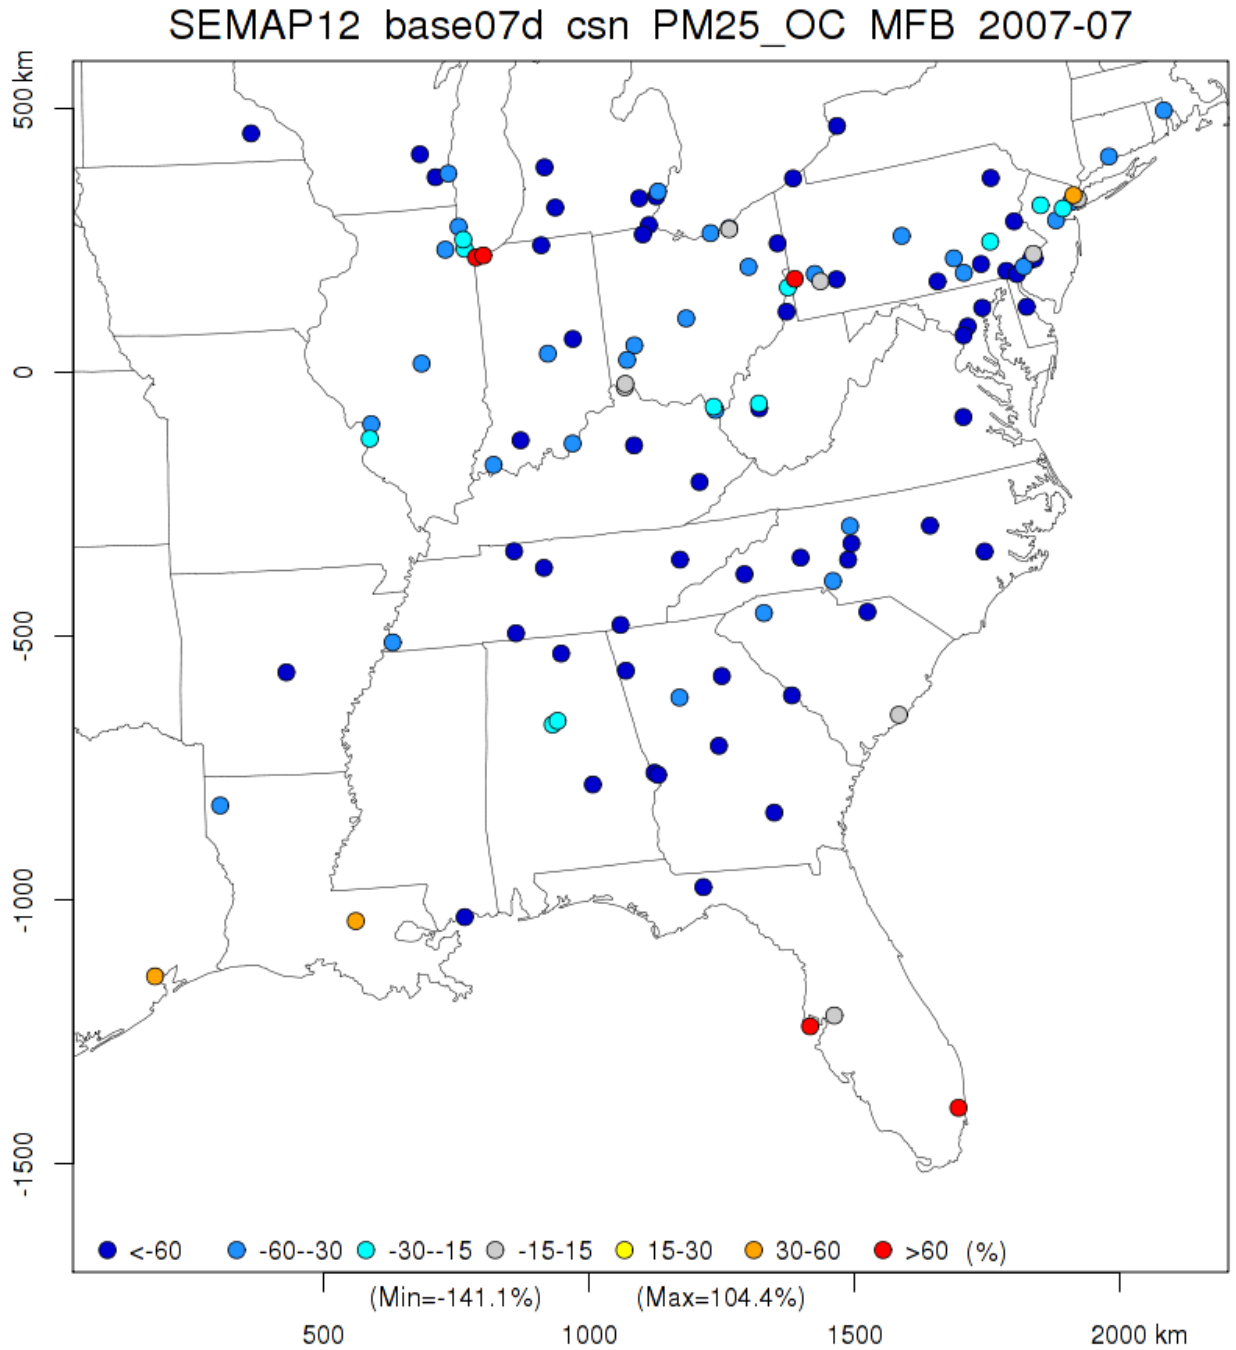 SEMAP12 base07d csn PM25_OC MFB 2007-07
500 km
0
-500
-1000
-1500
<-60 -60--30 -30--15 -15-15 15-30 30-60 >60 (%)
(Min=-141.1%) (Max=104.4%)
500 1000 1500 2000 km